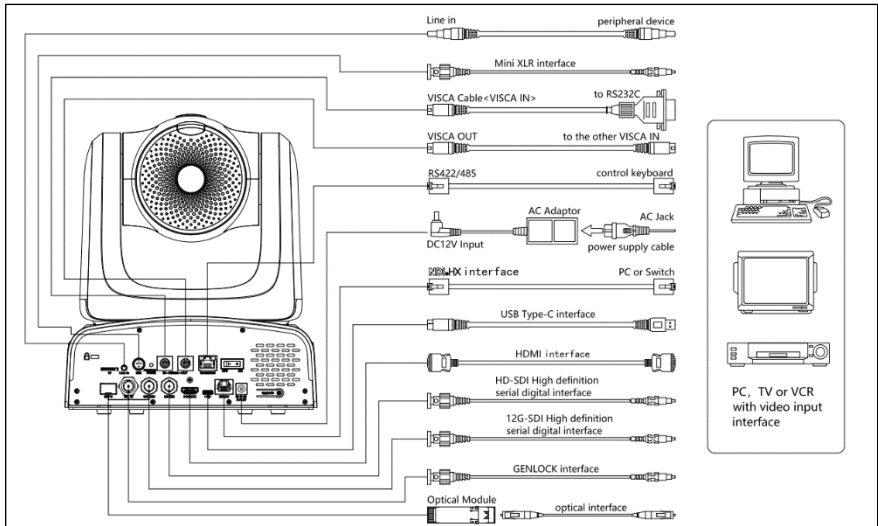 Line in
peripheral device
Mini XLR interface
VISCA Cable<VISCA IN>
to RS232C
VISCA OUT
to the other VISCA IN
RS422/485
control keyboard
AC Adaptor
AC Jack
DC12V Input
power supply cable
NDI.HX interface
PC or Switch
USB Type-C interface
HDMI interface
HD-SDI High definition
serial digital interface
12G-SDI High definition
serial digital interface
GENLOCK interface
Optical Module
optical interface
PC, TV or VCR
with video input
interface